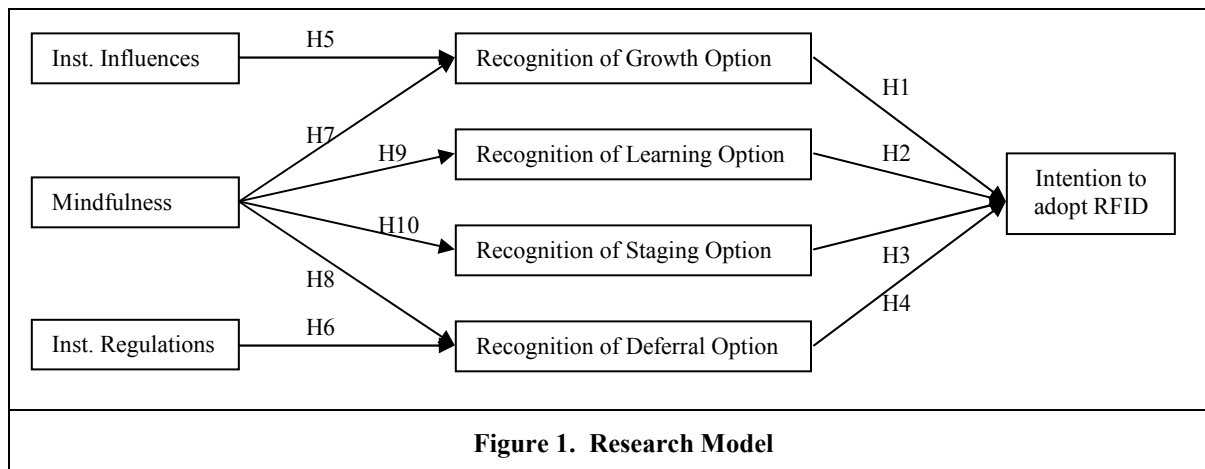 Inst. Influences
H5
Recognition of Growth Option
H1
H7
H9
Recognition of Learning Option
H2
Mindfulness
Intention to
adopt RFID
H10
Recognition of Staging Option
H3
H8
H4
Inst. Regulations
H6
Recognition of Deferral Option
Figure 1. Research Model